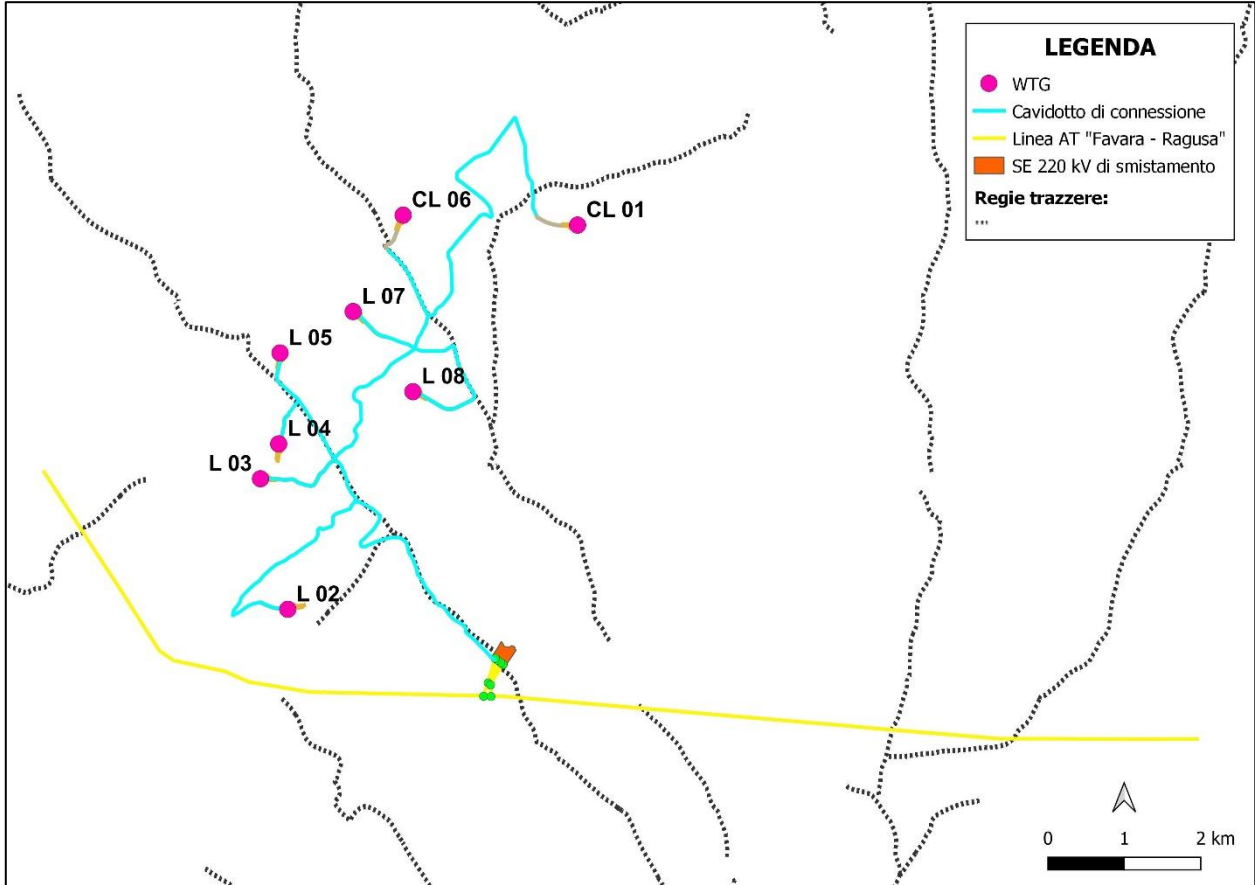 LEGENDA
WTG
Cavidotto di connessione
Linea AT "Favara - Ragusa"
SE 220 kV di smistamento
Regie trazzere:
...
CL 06
CL 01
L 07
L 05
L 08
L 04
L 03
L 02
0 1 2 km